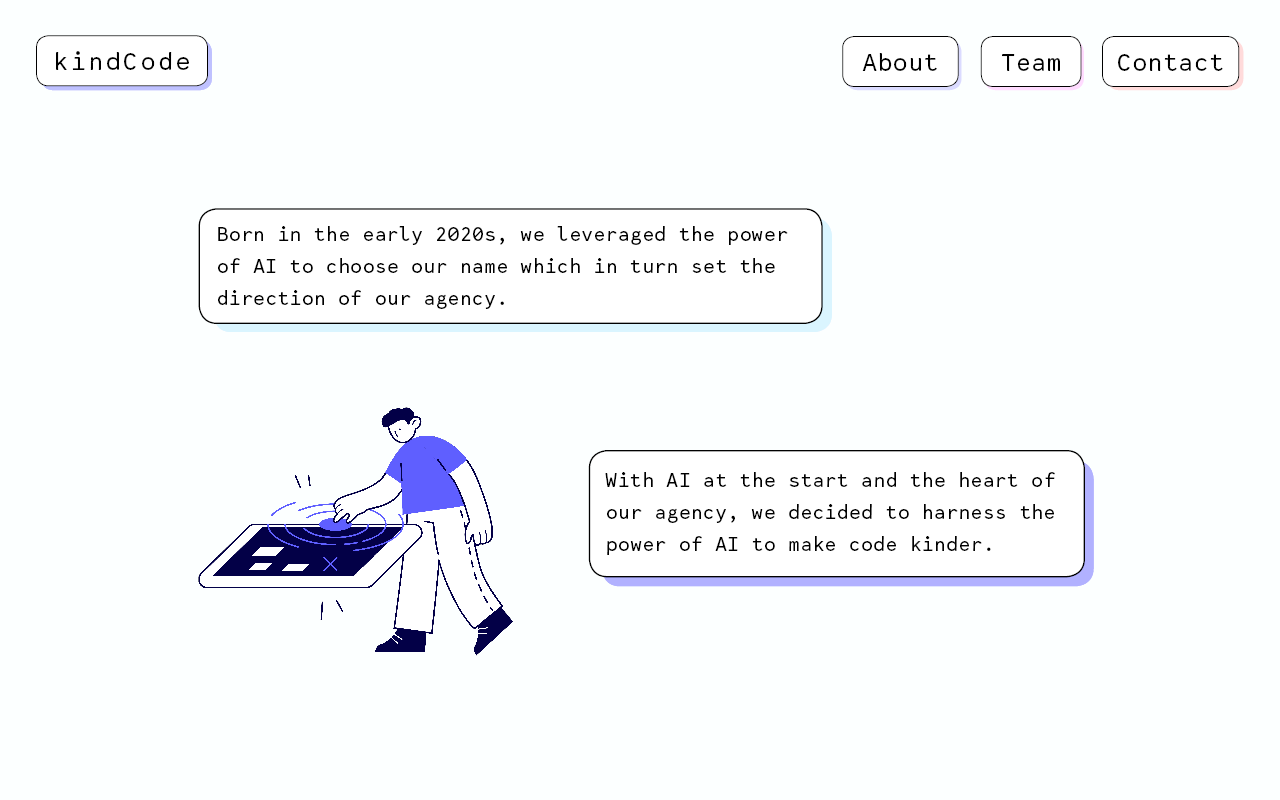 kindCode
About
Team
Contact
Born in the early 2020s, we leveraged the power
of AI to choose our name which in turn set the
direction of our agency.
With AI at the start and the heart of
our agency, we decided to harness the
power of AI to make code kinder.